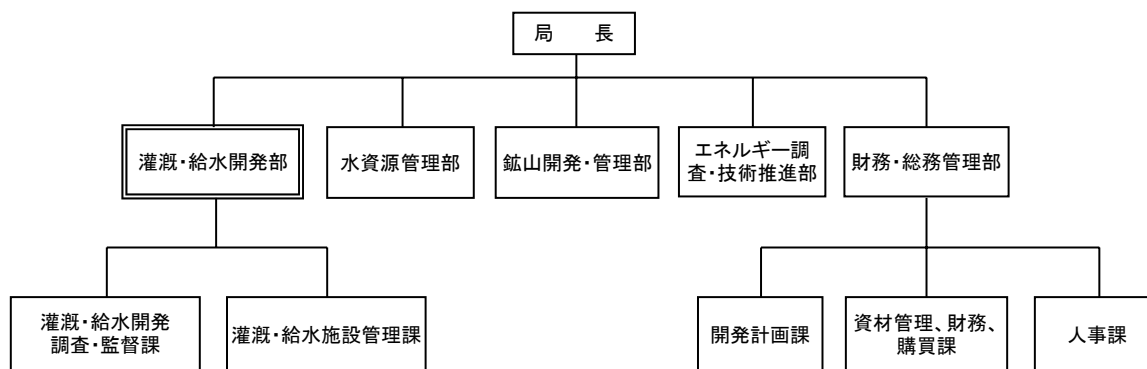 局　　長
灌漑・給水開発部
水資源管理部
鉱山開発・管理部
エネルギー調
査・技術推進部
財務・総務管理部
灌漑・給水開発
調査・監督課
灌漑・給水施設管理課
開発計画課
資材管理、財務、
購買課
人事課